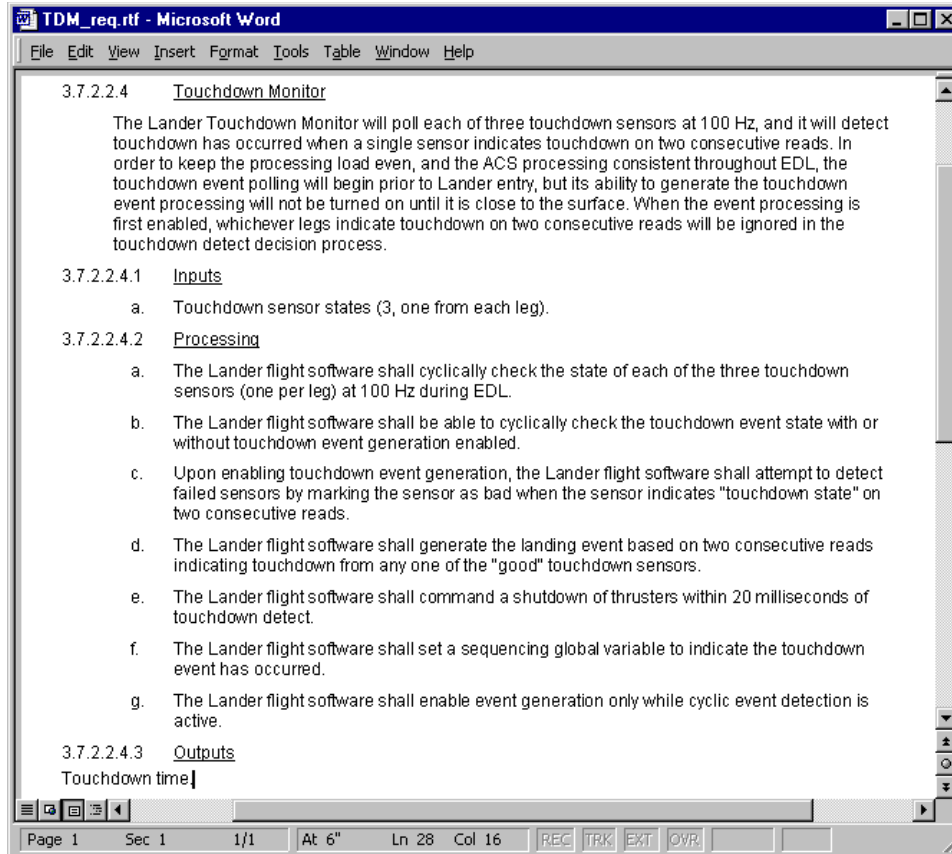 TDM_req.rtf - Microsoft Word
File Edit View Insert Format Tools Table Window Help
3.7.2.2.4 Touchdown Monitor
The Lander Touchdown Monitor will poll each of three touchdown sensors at 100 Hz, and it will detect
touchdown has occurred when a single sensor indicates touchdown on two consecutive reads. In
order to keep the processing load even, and the ACS processing consistent throughout EDL, the
touchdown event polling will begin prior to Lander entry, but its ability to generate the touchdown
event processing will not be turned on until it is close to the surface. When the event processing is
first enabled, whichever legs indicate touchdown on two consecutive reads will be ignored in the
touchdown detect decision process.
3.7.2.2.4.1 Inputs
a. Touchdown sensor states (3, one from each leg).
3.7.2.2.4.2 Processing
a. The Lander flight software shall cyclically check the state of each of the three touchdown
sensors (one per leg) at 100 Hz during EDL.
b. The Lander flight software shall be able to cyclically check the touchdown event state with or
without touchdown event generation enabled.
c. Upon enabling touchdown event generation, the Lander flight software shall attempt to detect
failed sensors by marking the sensor as bad when the sensor indicates "touchdown state" on
two consecutive reads.
d. The Lander flight software shall generate the landing event based on two consecutive reads
indicating touchdown from any one of the "good" touchdown sensors.
e. The Lander flight software shall command a shutdown of thrusters within 20 milliseconds of
touchdown detect.
f. The Lander flight software shall set a sequencing global variable to indicate the touchdown
event has occurred.
g. The Lander flight software shall enable event generation only while cyclic event detection is
active.
3.7.2.2.4.3 Outputs
Touchdown time.
Page 1 Sec 1 1/1 At 6" Ln 28 Col 16 REC TRK EXT OVR